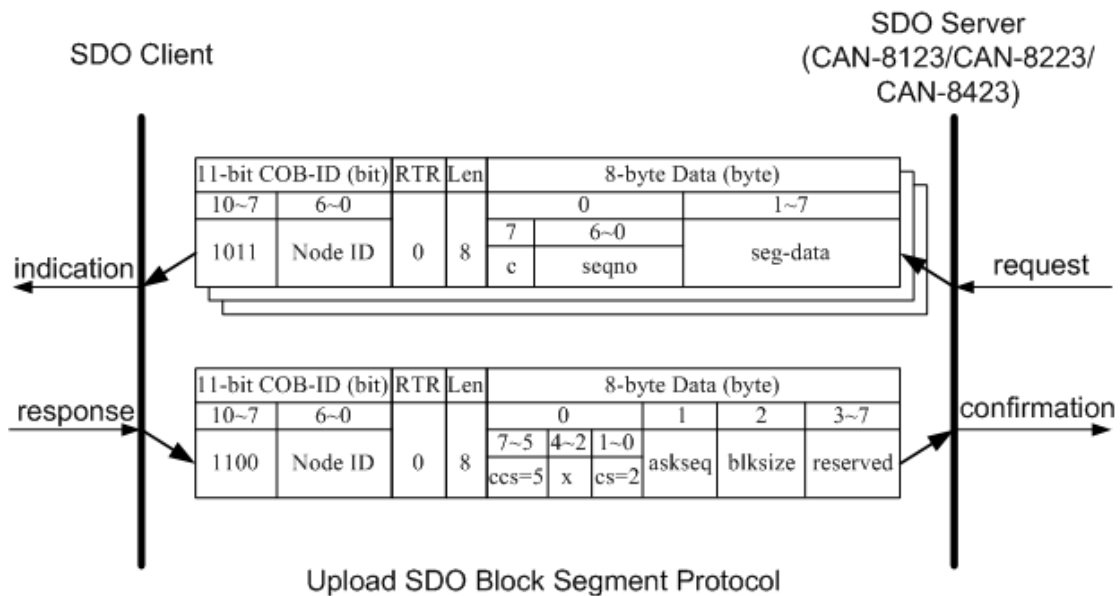 SDO Client
SDO Server
(CAN-8123/CAN-8223/
CAN-8423)
11-bit COB-ID (bit) RTR Len 8-byte Data (byte)
10~7 6~0 0 1~7
1011 Node ID 0 8 7 6~0 seg-data
c seqno
indication
request
11-bit COB-ID (bit) RTR Len 8-byte Data (byte)
response
confirmation
10~7 6~0 0 1 2 3~7
1100 Node ID 0 8 7~5 4~2 1~0 askseq blksize reserved
ccs=5 x cs=2
Upload SDO Block Segment Protocol